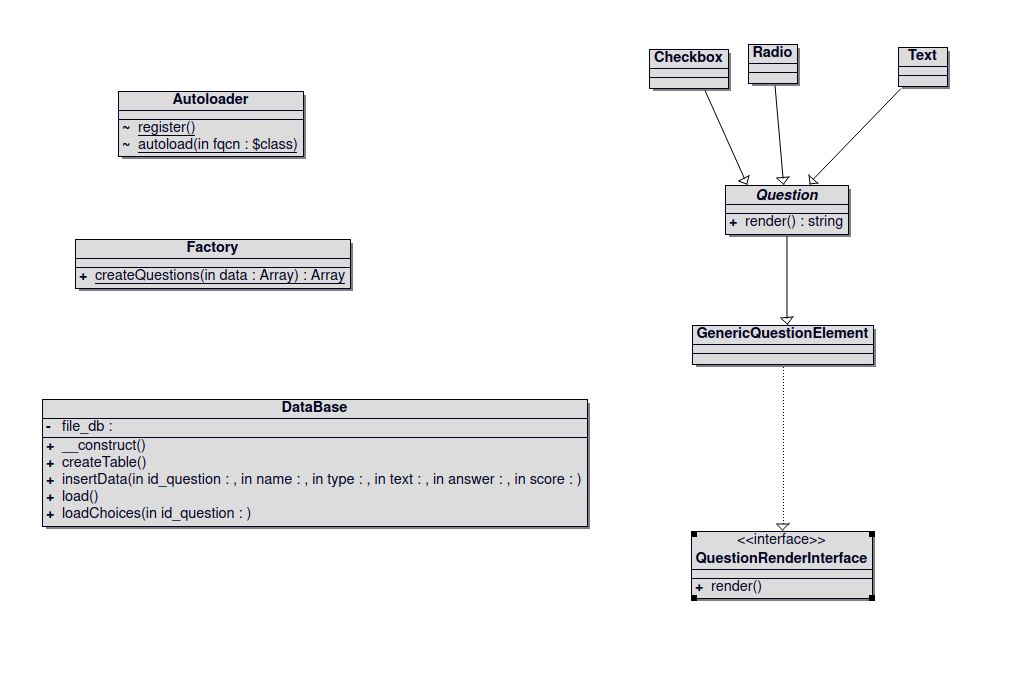 Autoloader
~ register()
~ autoload(in fqcn : $class)
Factory
+ createQuestions(in data : Array) : Array
DataBase
- file_db :
+ __construct()
+ createTable()
+ insertData(in id_question : , in name : , in type : , in text : , in answer : , in score : )
+ load()
+ loadChoices(in id_question : )
Checkbox
Radio
Text
Question
+ render() : string
GenericQuestionElement
<<interface>>
QuestionRenderInterface
+ render()